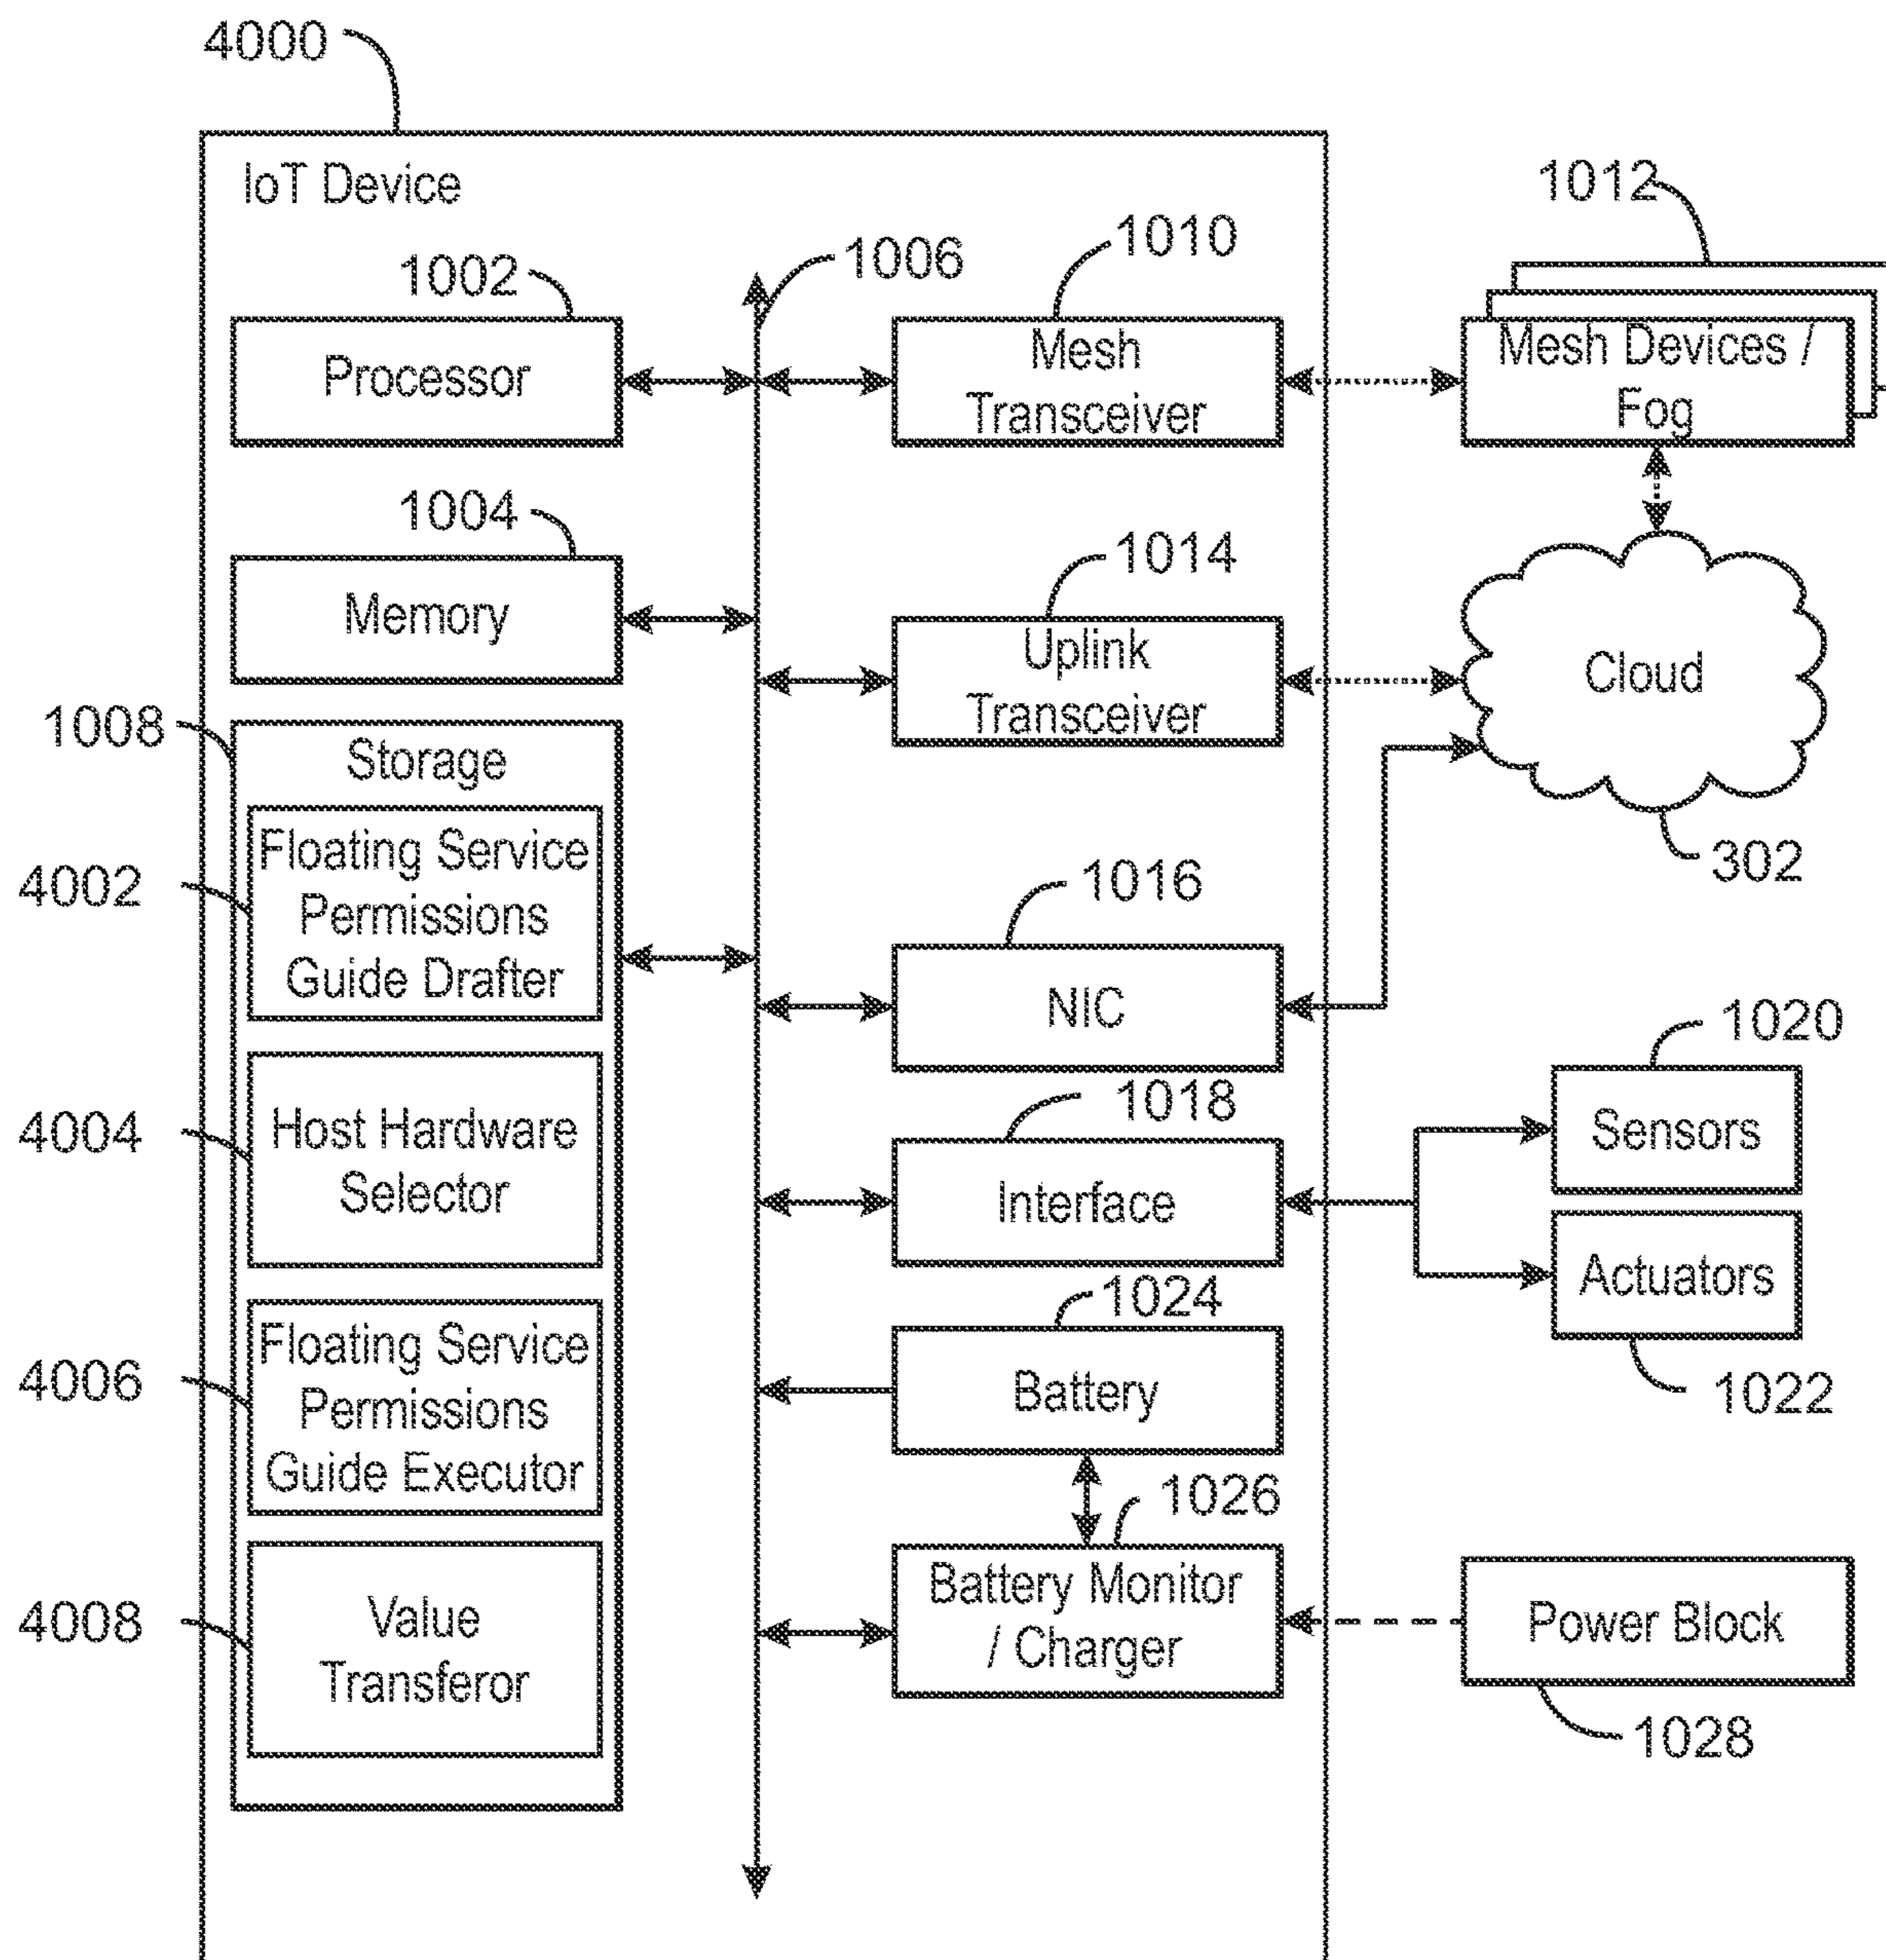 4000
IoT Device
1012
1010
1006
1002
Processor
Mesh
Transceiver
Mesh Devices /
Fog
1004
Memory
1014
Uplink
Transceiver
Cloud
302
1008
Storage
4002
Floating Service
Permissions
Guide Drafter
1016
NIC
1020
Sensors
4004
Host Hardware
Selector
1018
Interface
Actuators
1022
4006
Floating Service
Permissions
Guide Executor
1024
Battery
1026
Battery Monitor
/ Charger
Power Block
1028
4008
Value
Transferor